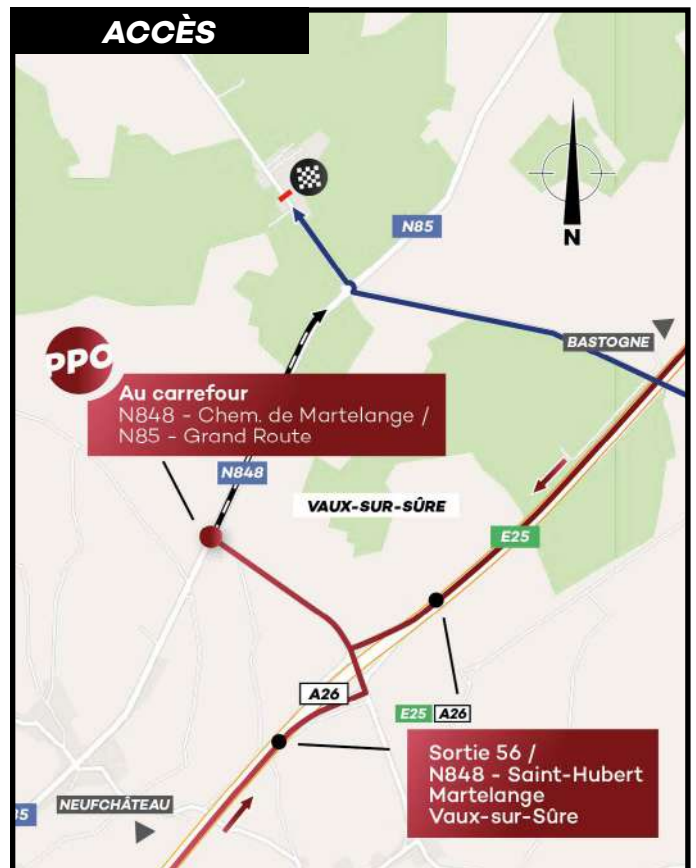 ACCÈS
N
N85
BASTOGNE
PPO
Au carrefour
N848 - Chem. de Martelange /
N85 - Grand Route
N848
VAUX-SUR-SÛRE
E25
A26
E25 A26
Sortie 56 /
N848 - Saint-Hubert
Martelange
Vaux-sur-Sûre
NEUFCHÂTEAU